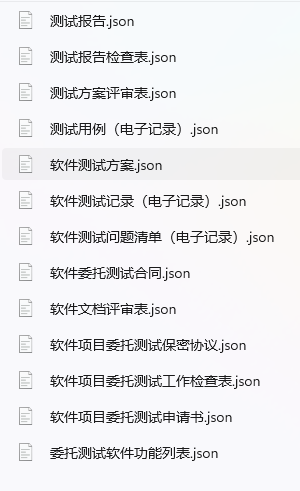 测试报告.json
测试报告检查表.json
测试方案评审表.json
测试用例（电子记录）.json
软件测试方案.json
软件测试记录（电子记录）.json
软件测试问题清单（电子记录）.json
软件委托测试合同.json
软件文档评审表.json
软件项目委托测试保密协议.json
软件项目委托测试工作检查表.json
软件项目委托测试申请书.json
委托测试软件功能列表.json